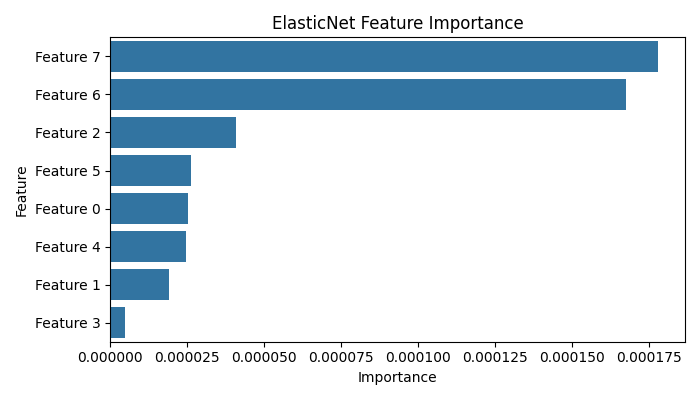 ElasticNet Feature Importance
Feature 7
Feature 6
Feature 2
Feature 5
Feature 0
Feature 4
Feature 1
Feature 3
Feature
0.000000 0.000025 0.000050 0.000075 0.000100 0.000125 0.000150 0.000175
Importance